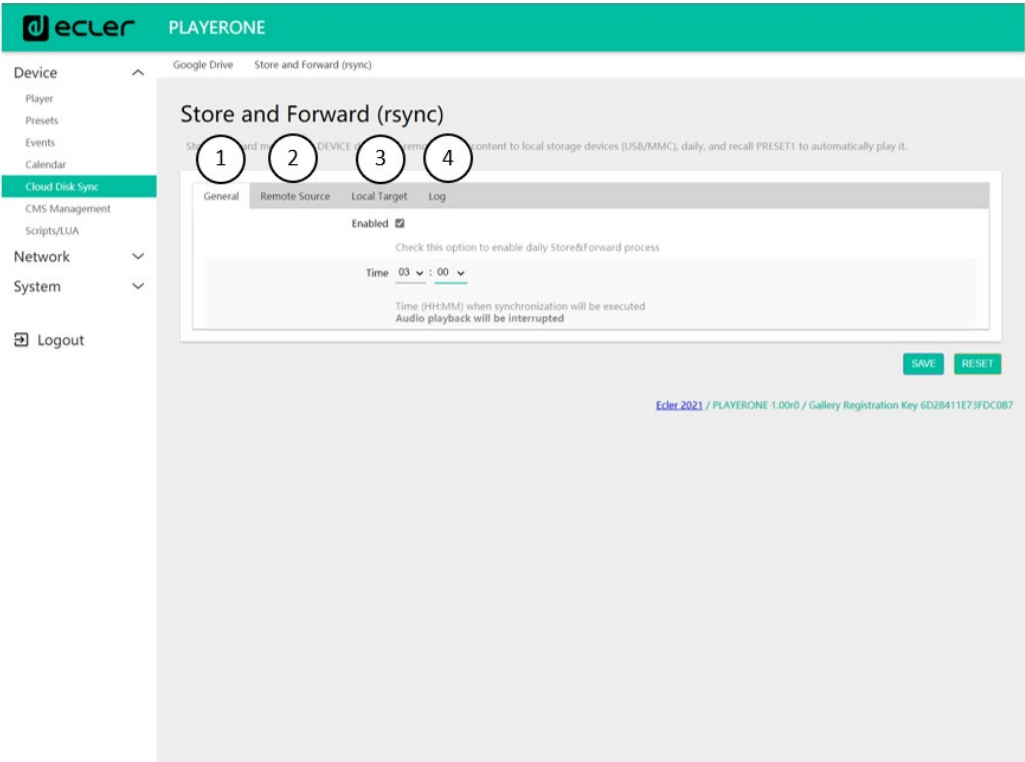 ecler PLAYERONE
Google Drive Store and Forward (rsync)
Device
Player
Presets
Events
Calendar
Cloud Disk Sync
CMS Management
Scripts/LUA
Network
System
Logout
Store and Forward (rsync)
DEVICE content to local storage devices (USB/MMC), daily, and recall PRESET1 to automatically play it.
1 2 3 4
General Remote Source Local Target Log
Enabled
Check this option to enable daily Store&Forward process
Time 03 : 00
Time (HH:MM) when synchronization will be executed
Audio playback will be interrupted
SAVE RESET
Ecler 2021 / PLAYERONE 1.00r0 / Gallery Registration Key 6D28411E73FDC0B7